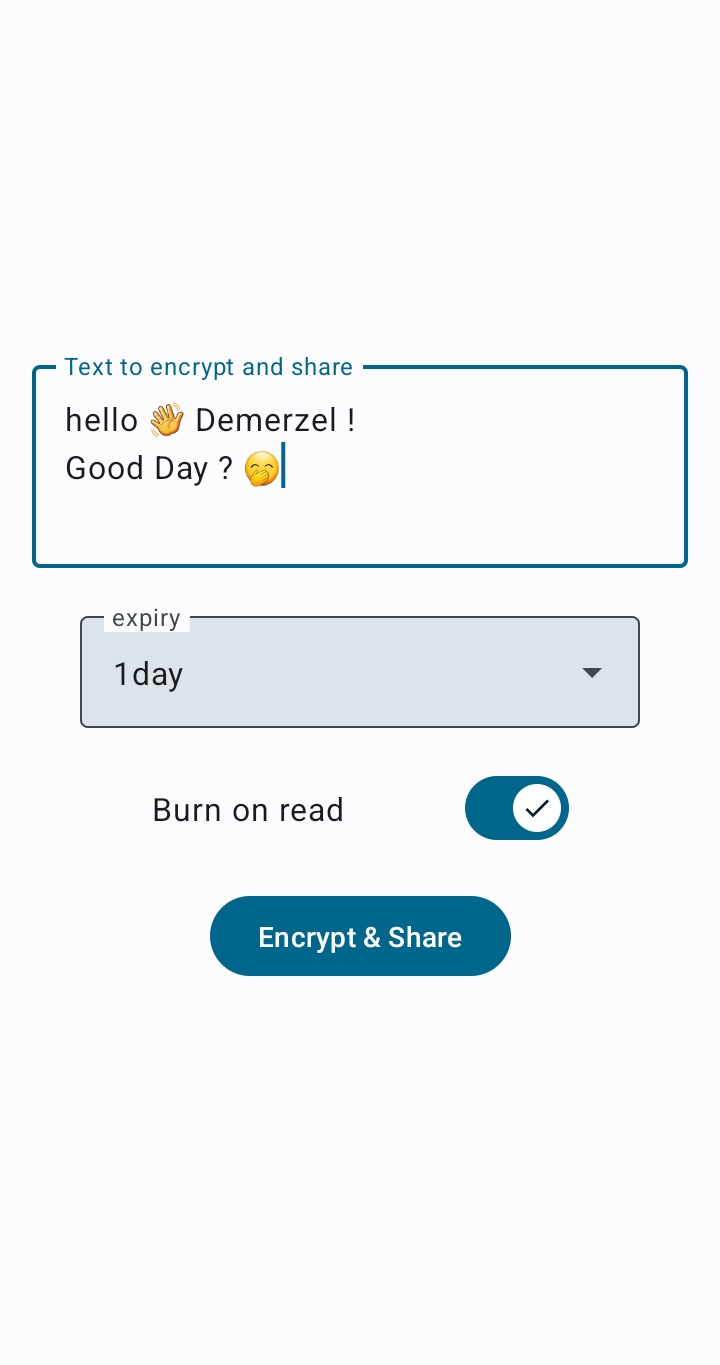 Text to encrypt and share
hello 👋 Demerzel !
Good Day ? 🤭
expiry
1day
Burn on read
Encrypt & Share